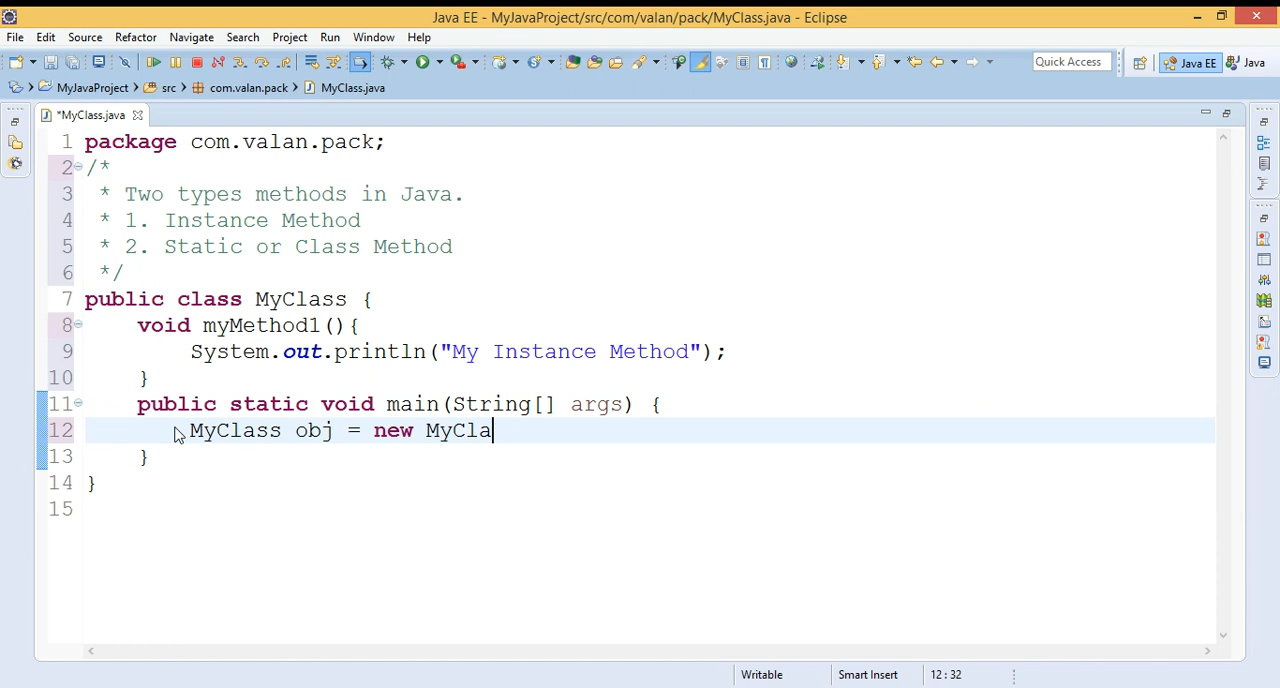 Java EE - MyJavaProject/src/com/valan/pack/MyClass.java - Eclipse
File Edit Source Refactor Navigate Search Project Run Window Help
Quick Access Java EE Java
MyJavaProject src com.valan.pack MyClass.java
*MyClass.java
1 package com.valan.pack;
2 /*
3 * Two types methods in Java.
4 * 1. Instance Method
5 * 2. Static or Class Method
6 */
7 public class MyClass {
8 void myMethod1(){
9 System.out.println("My Instance Method");
10 }
11 public static void main(String[] args) {
12 MyClass obj = new MyCla
13 }
14 }
15
Writable Smart Insert 12 : 32